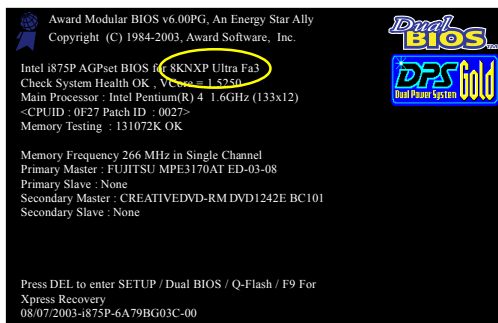 Award Modular BIOS v6.00PG, An Energy Star Ally
Copyright (C) 1984-2003, Award Software, Inc.
Dual
BIOS
TM
DPS Gold
Dual Power System
Intel i875P AGPset BIOS for 8KNXP Ultra Fa3
Check System Health OK , VCore = 1.5250
Main Processor : Intel Pentium(R) 4 1.6GHz (133x12)
<CPUID : 0F27 Patch ID : 0027>
Memory Testing : 131072K OK
Memory Frequency 266 MHz in Single Channel
Primary Master : FUJITSU MPE3170AT ED-03-08
Primary Slave : None
Secondary Master : CREATIVEDVD-RM DVD1242E BC101
Secondary Slave : None
Press DEL to enter SETUP / Dual BIOS / Q-Flash / F9 For
Xpress Recovery
08/07/2003-i875P-6A79BG03C-00